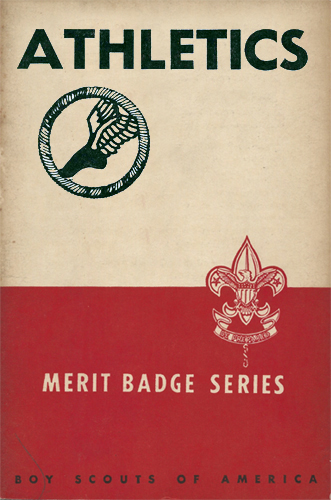 ATHLETICS
BE PREPARED
MERIT BADGE SERIES
BOY SCOUTS OF AMERICA